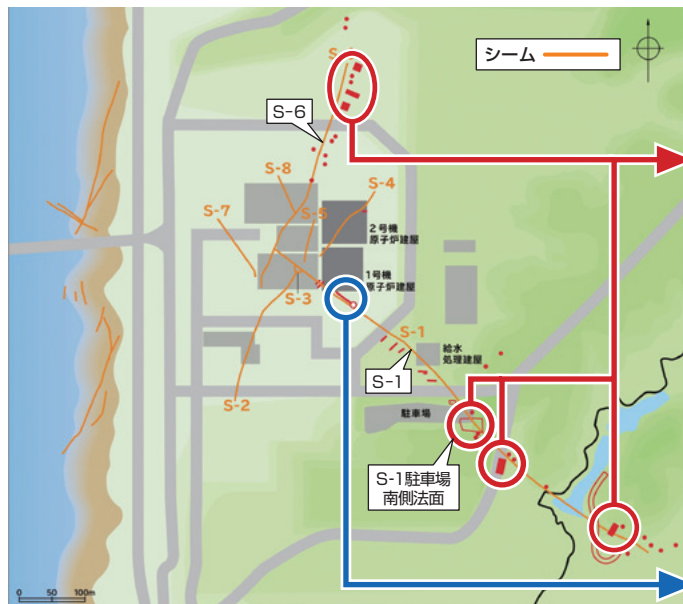 シーム
S-6
S-8
S-4
S-7
S-5
2号機
原子炉建屋
1号機
原子炉建屋
S-3
S-1
給水
処理建屋
S-1
S-2
駐車場
S-1駐車場
南側法面
0 50 100m